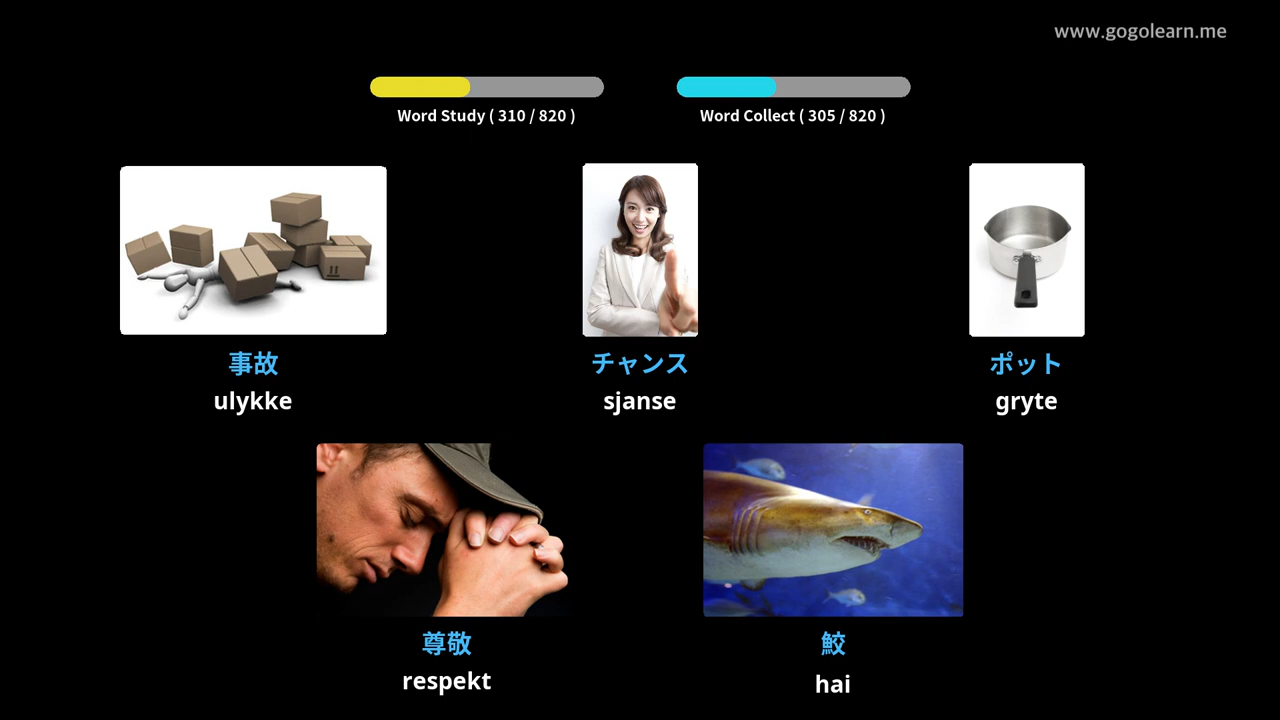 www.gogolearn.me
Word Study ( 310 / 820 )
Word Collect ( 305 / 820 )
事故
ulykke
チャンス
sjanse
ポット
gryte
尊敬
respekt
鮫
hai